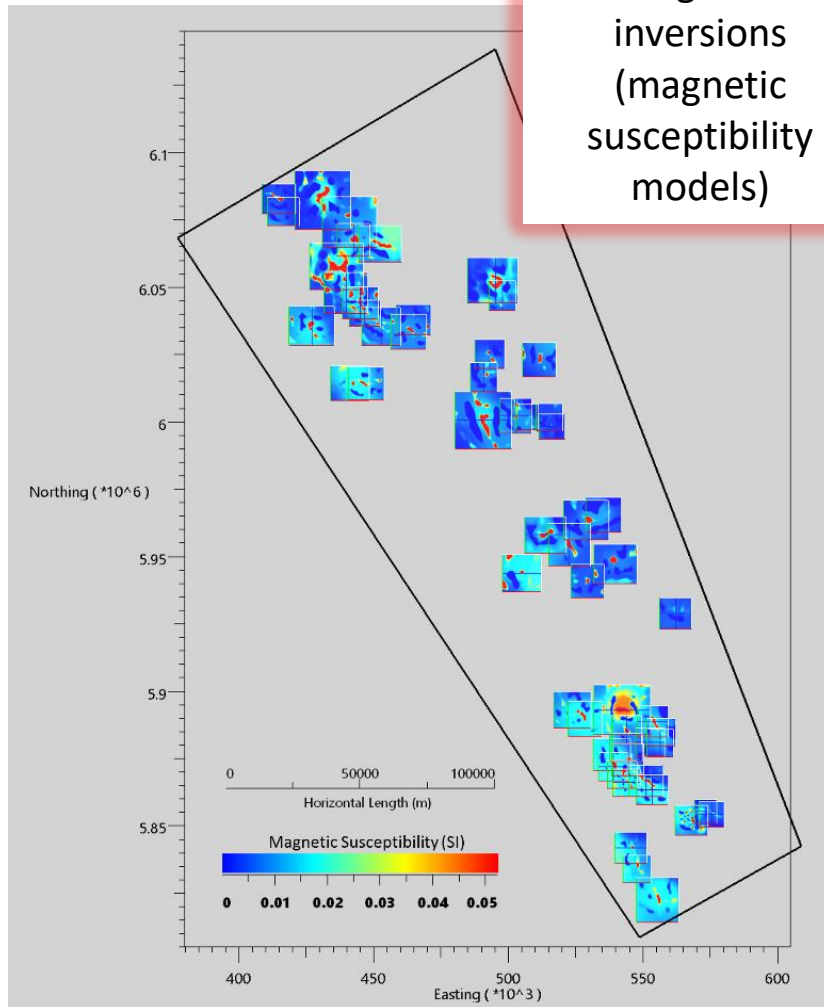 inversions
(magnetic
susceptibility
models)
6.1
6.05
6
Northing ( *10^6 )
5.95
5.9
0 50000 100000
Horizontal Length (m)
5.85
Magnetic Susceptibility (SI)
0 0.01 0.02 0.03 0.04 0.05
400 450 500 550 600
Easting ( *10^3 )